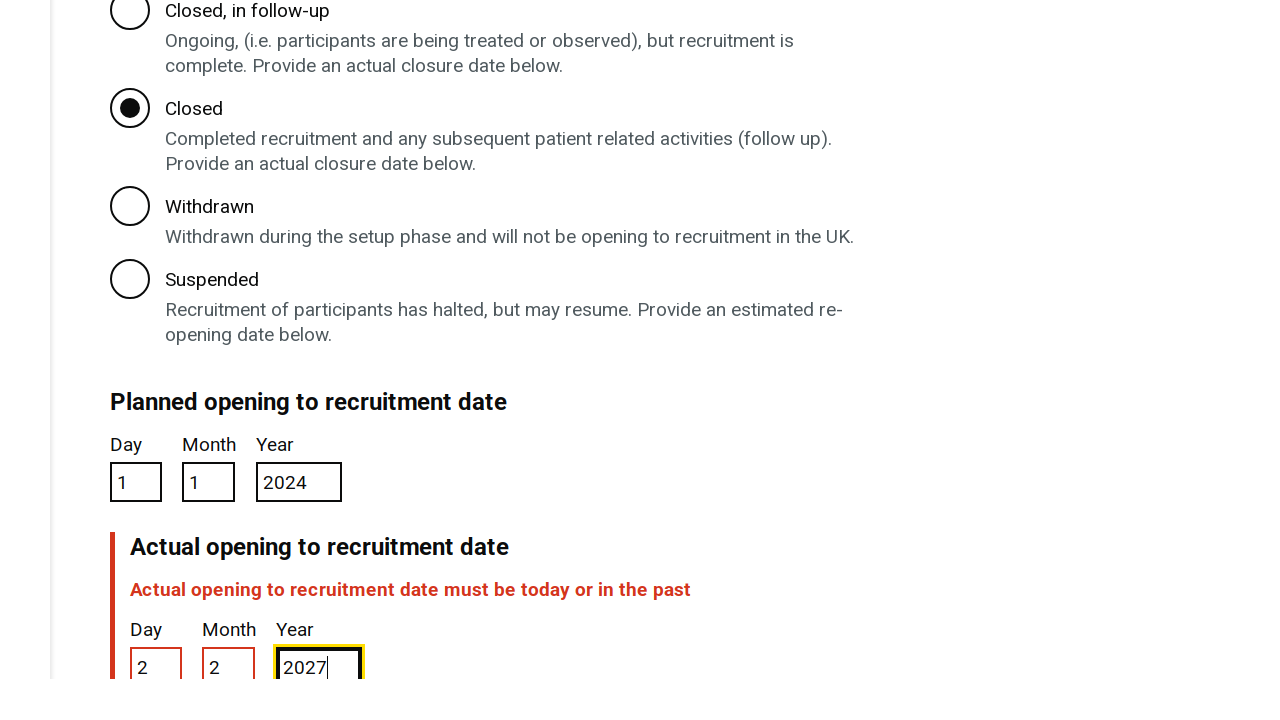 Closed, in follow-up
Ongoing, (i.e. participants are being treated or observed), but recruitment is
complete. Provide an actual closure date below.
Closed
Completed recruitment and any subsequent patient related activities (follow up).
Provide an actual closure date below.
Withdrawn
Withdrawn during the setup phase and will not be opening to recruitment in the UK.
Suspended
Recruitment of participants has halted, but may resume. Provide an estimated re-
opening date below.
Planned opening to recruitment date
Day Month Year
1 1 2024
Actual opening to recruitment date
Actual opening to recruitment date must be today or in the past
Day Month Year
2 2 2027